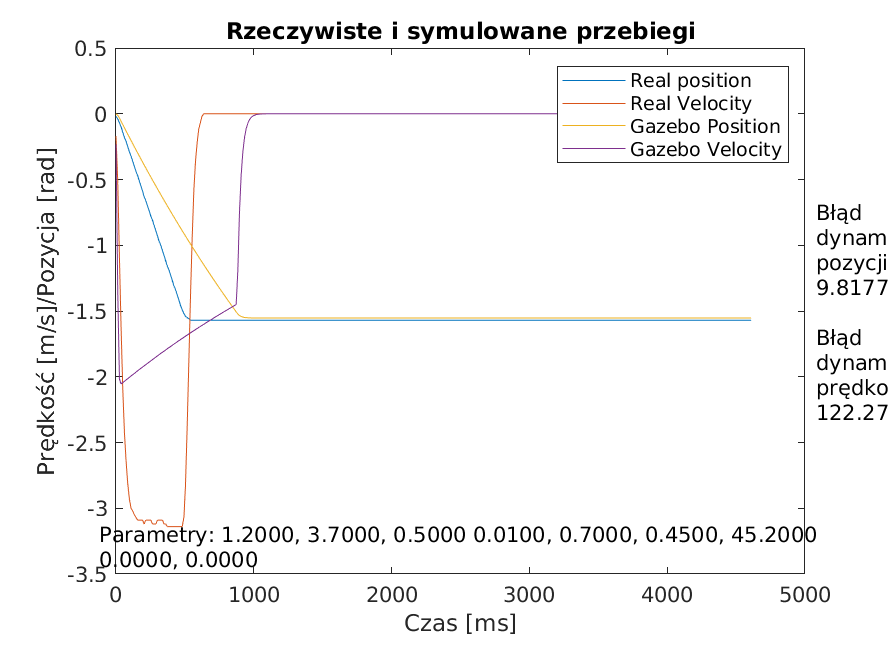 Rzeczywiste i symulowane przebiegi
0.5
0
-0.5
-1
-1.5
-2
-2.5
-3
-3.5
Prędkość [m/s]/Pozycja [rad]
Real position
Real Velocity
Gazebo Position
Gazebo Velocity
Błąd
dynam
pozycji
9.8177
Błąd
dynam
prędko
122.27
Parametry: 1.2000, 3.7000, 0.5000 0.0100, 0.7000, 0.4500, 45.2000
0.0000, 0.0000
0
1000
2000
3000
4000
5000
Czas [ms]